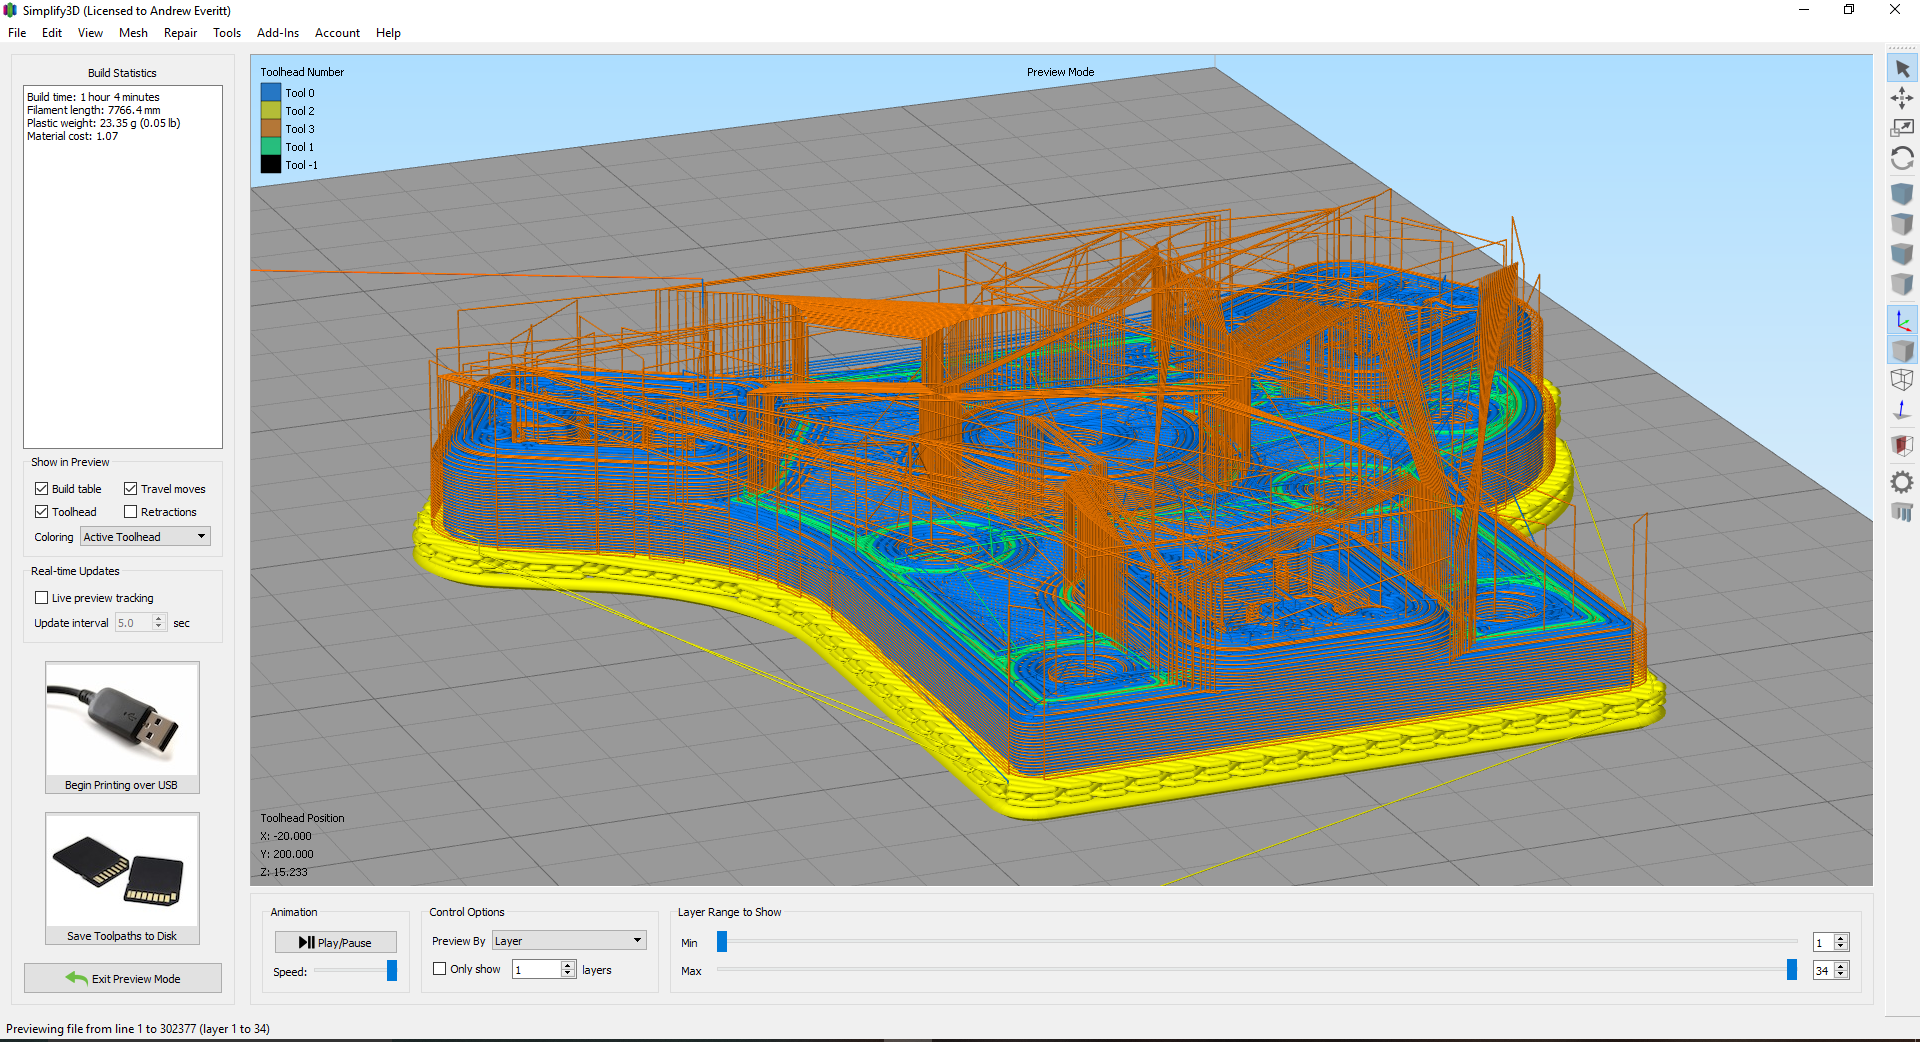 Simplify3D (Licensed to Andrew Everitt)
File Edit View Mesh Repair Tools Add-Ins Account Help
Build Statistics
Build time: 1 hour 4 minutes
Filament length: 7766.4 mm
Plastic weight: 23.35 g (0.05 lb)
Material cost: 1.07
Show in Preview
Build table
Travel moves
Toolhead
Retractions
Coloring Active Toolhead
Real-time Updates
Live preview tracking
Update interval 5.0 sec
Begin Printing over USB
Save Toolpaths to Disk
Exit Preview Mode
Toolhead Number
Tool 0
Tool 2
Tool 3
Tool 1
Tool -1
Preview Mode
Toolhead Position
X: -20.000
Y: 200.000
Z: 15.233
Animation
Play/Pause
Speed:
Control Options
Preview By Layer
Only show 1 layers
Layer Range to Show
Min 1
Max 34
Previewing file from line 1 to 302377 (layer 1 to 34)